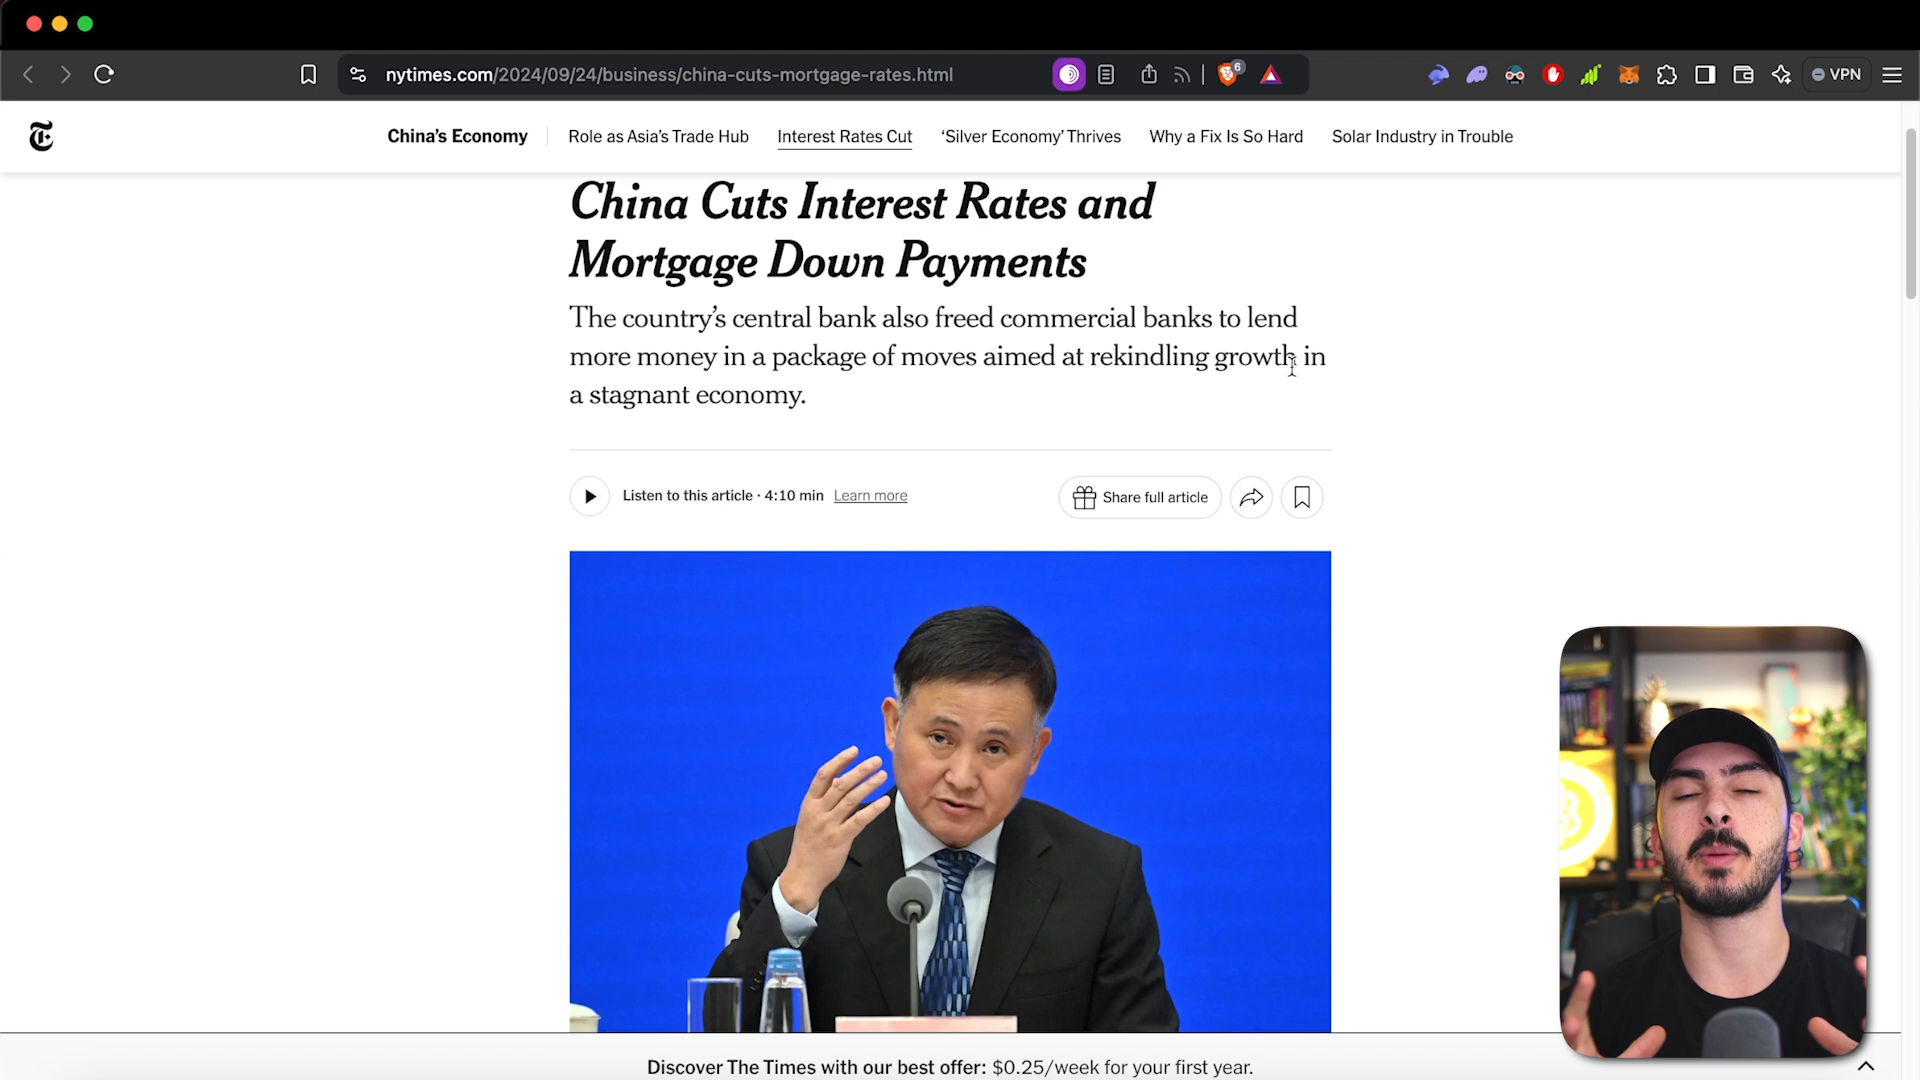 nytimes.com/2024/09/24/business/china-cuts-mortgage-rates.html
6
VPN
China's Economy
Role as Asia's Trade Hub
Interest Rates Cut
‘Silver Economy’ Thrives
Why a Fix Is So Hard
Solar Industry in Trouble
China Cuts Interest Rates and
Mortgage Down Payments
The country’s central bank also freed commercial banks to lend
more money in a package of moves aimed at rekindling growth in
a stagnant economy.
Listen to this article · 4:10 min Learn more
Share full article
Discover The Times with our best offer: $0.25/week for your first year.